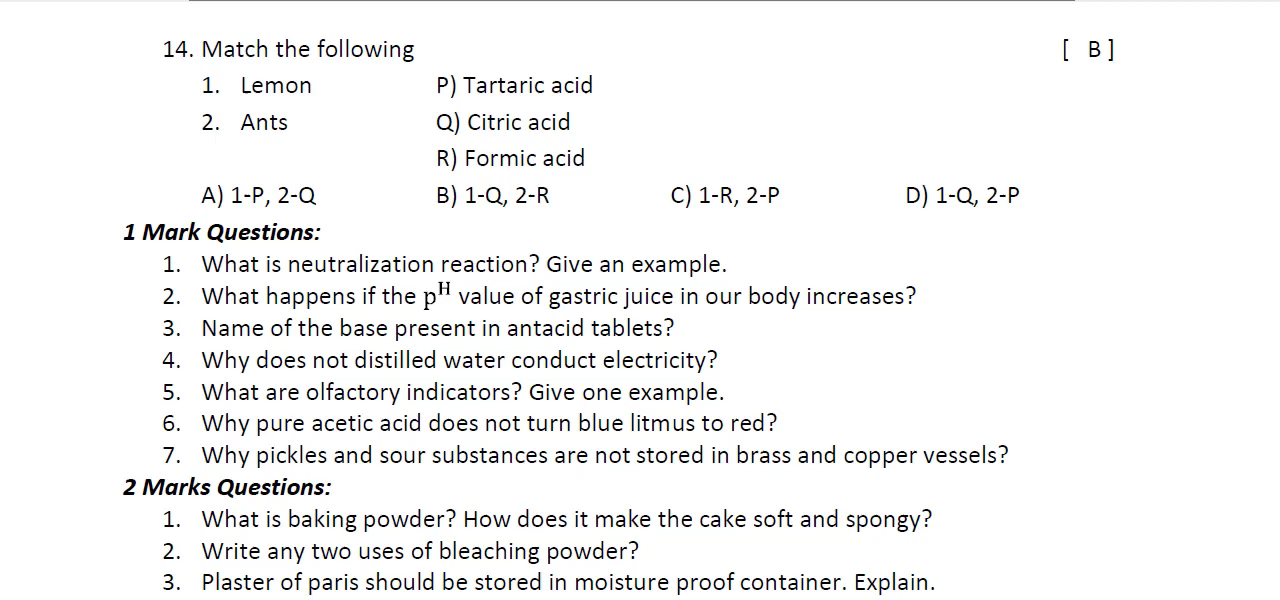 14. Match the following [ B]
1. Lemon P) Tartaric acid
2. Ants Q) Citric acid
R) Formic acid
A) 1-P, 2-Q B) 1-Q, 2-R C) 1-R, 2-P D) 1-Q, 2-P
1 Mark Questions:
1. What is neutralization reaction? Give an example.
2. What happens if the pᴴ value of gastric juice in our body increases?
3. Name of the base present in antacid tablets?
4. Why does not distilled water conduct electricity?
5. What are olfactory indicators? Give one example.
6. Why pure acetic acid does not turn blue litmus to red?
7. Why pickles and sour substances are not stored in brass and copper vessels?
2 Marks Questions:
1. What is baking powder? How does it make the cake soft and spongy?
2. Write any two uses of bleaching powder?
3. Plaster of paris should be stored in moisture proof container. Explain.